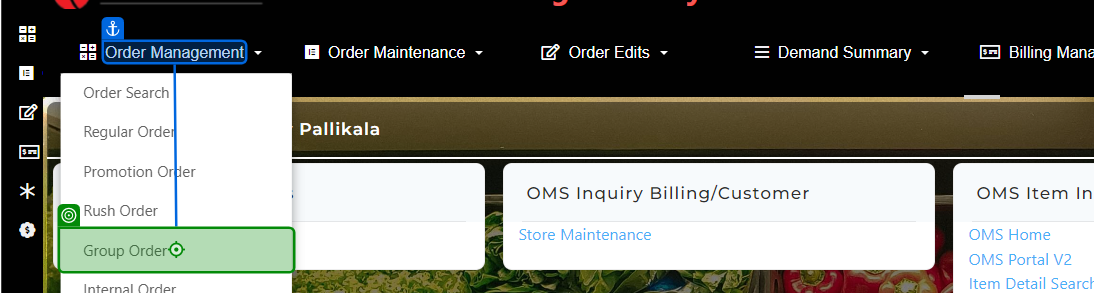 Order Management
Order Maintenance
Order Edits
Demand Summary
Billing Mana
Order Search
Regular Order
Promotion Order
Rush Order
Group Order
Internal Order
Pallikala
OMS Inquiry Billing/Customer
Store Maintenance
OMS Item In
OMS Home
OMS Portal V2
Item Detail Search